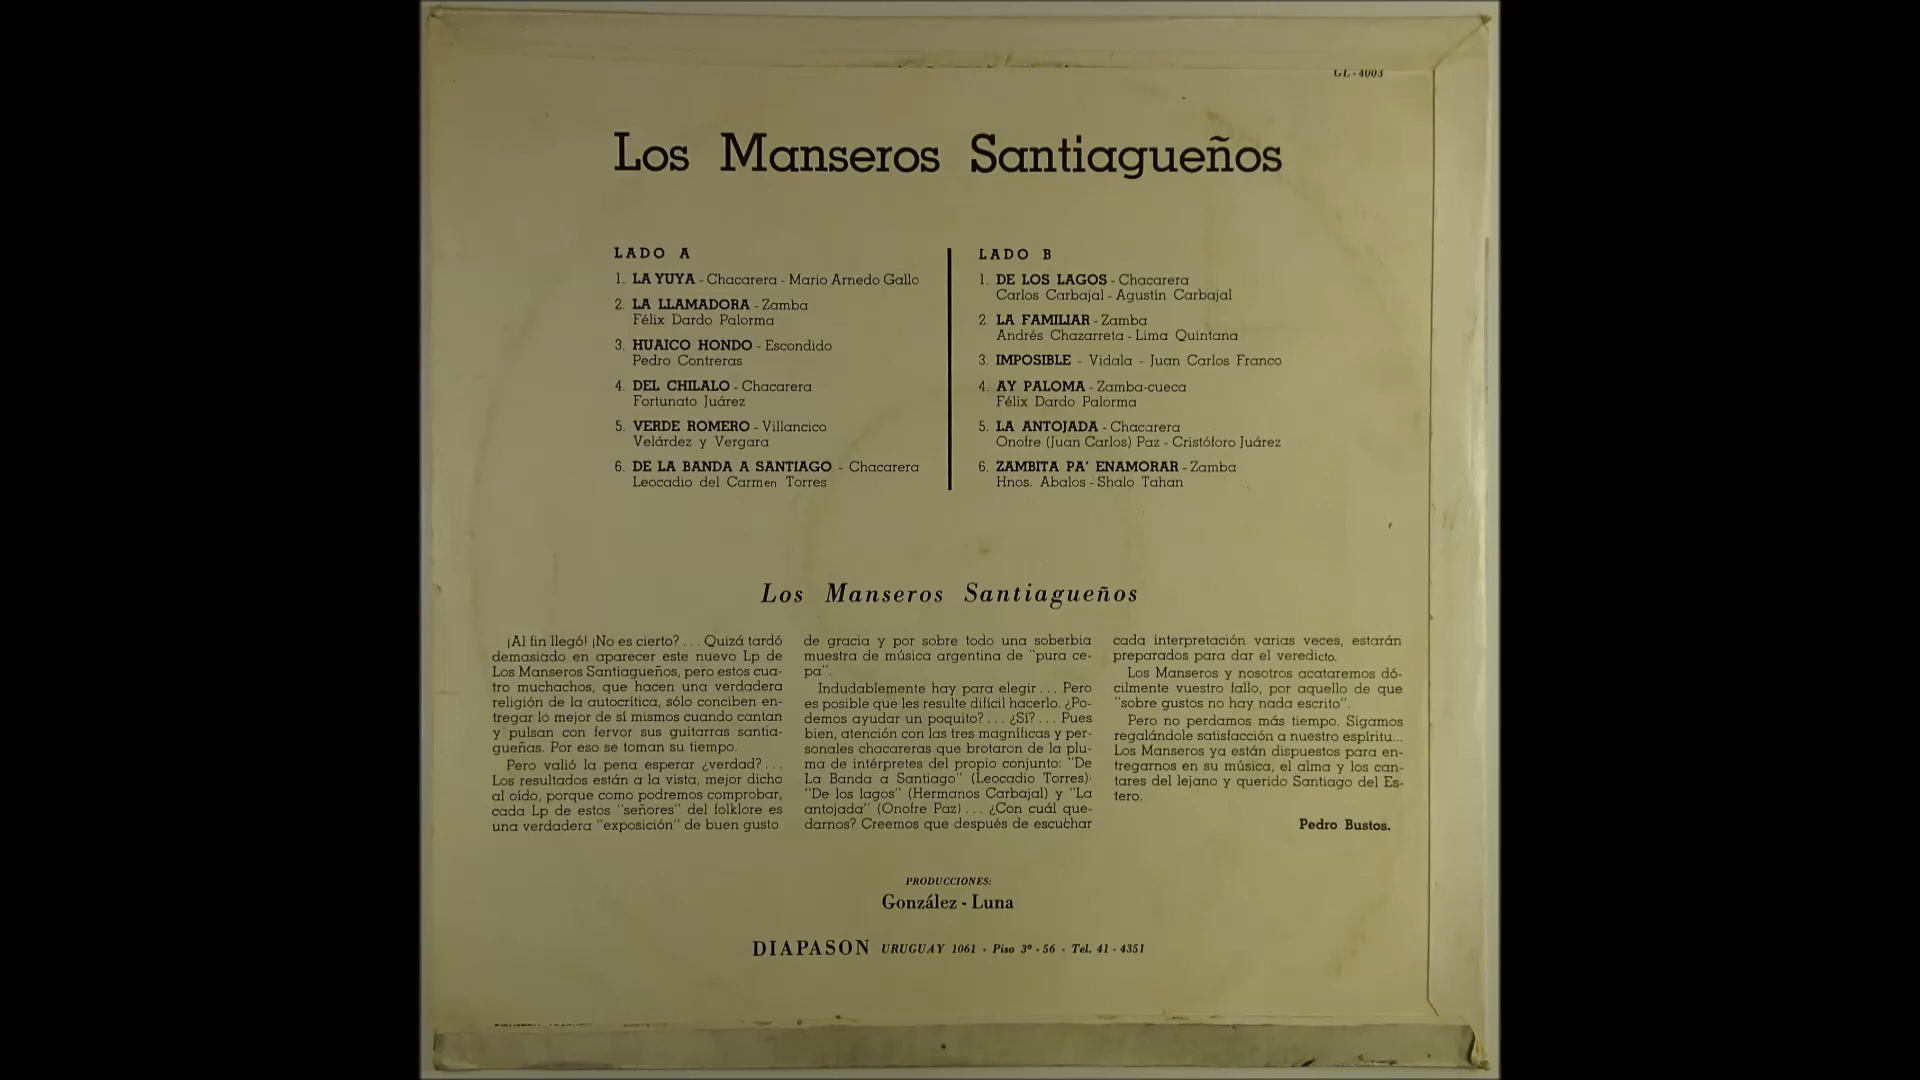 GL-4003
Los Manseros Santiagueños
LADO A
1. LA YUYA - Chacarera - Mario Arnedo Gallo
2. LA LLAMADORA - Zamba
Félix Dardo Palorma
3. HUAICO HONDO - Escondido
Pedro Contreras
4. DEL CHILALO - Chacarera
Fortunato Juárez
5. VERDE ROMERO - Villancico
Velárdez y Vergara
6. DE LA BANDA A SANTIAGO - Chacarera
Leocadio del Carmen Torres
LADO B
1. DE LOS LAGOS - Chacarera
Carlos Carbajal - Agustín Carbajal
2. LA FAMILIAR - Zamba
Andrés Chazarreta - Lima Quintana
3. IMPOSIBLE - Vidala - Juan Carlos Franco
4. AY PALOMA - Zamba-cueca
Félix Dardo Palorma
5. LA ANTOJADA - Chacarera
Onofre (Juan Carlos) Paz - Cristóforo Juárez
6. ZAMBITA PA' ENAMORAR - Zamba
Hnos. Abalos - Shalo Tahan
Los Manseros Santiagueños
¡Al fin llegó! ¡No es cierto? . . . Quizá tardó
demasiado en aparecer este nuevo Lp de
Los Manseros Santiagueños, pero estos cua-
tro muchachos, que hacen una verdadera
religión de la autocrítica, sólo conciben en-
tregar lo mejor de sí mismos cuando cantan
y pulsan con fervor sus guitarras santia-
gueñas. Por eso se toman su tiempo.
Pero valió la pena esperar ¿verdad? . . .
Los resultados están a la vista, mejor dicho
al oído, porque como podremos comprobar,
cada Lp de estos "señores" del folklore es
una verdadera "exposición" de buen gusto
de gracia y por sobre todo una soberbia
muestra de música argentina de "pura ce-
pa".
Indudablemente hay para elegir . . . Pero
es posible que les resulte difícil hacerlo. ¿Po-
demos ayudar un poquito? . . . ¿Sí? . . . Pues
bien, atención con las tres magníficas y per-
sonales chacareras que brotaron de la plu-
ma de intérpretes del propio conjunto: "De
La Banda a Santiago" (Leocadio Torres);
"De los lagos" (Hermanos Carbajal) y "La
antojada" (Onofre Paz) . . . ¿Con cuál que-
darnos? Creemos que después de escuchar
cada interpretación varias veces, estarán
preparados para dar el veredicto.
Los Manseros y nosotros acataremos dó-
cilmente vuestro fallo, por aquello de que
"sobre gustos no hay nada escrito".
Pero no perdamos más tiempo. Sigamos
regalándole satisfacción a nuestro espíritu...
Los Manseros ya están dispuestos para en-
tregarnos en su música, el alma y los can-
tares del lejano y querido Santiago del Es-
tero.
Pedro Bustos.
PRODUCCIONES:
González - Luna
DIAPASON URUGUAY 1061 - Piso 3º - 56 - Tel. 41 - 4351